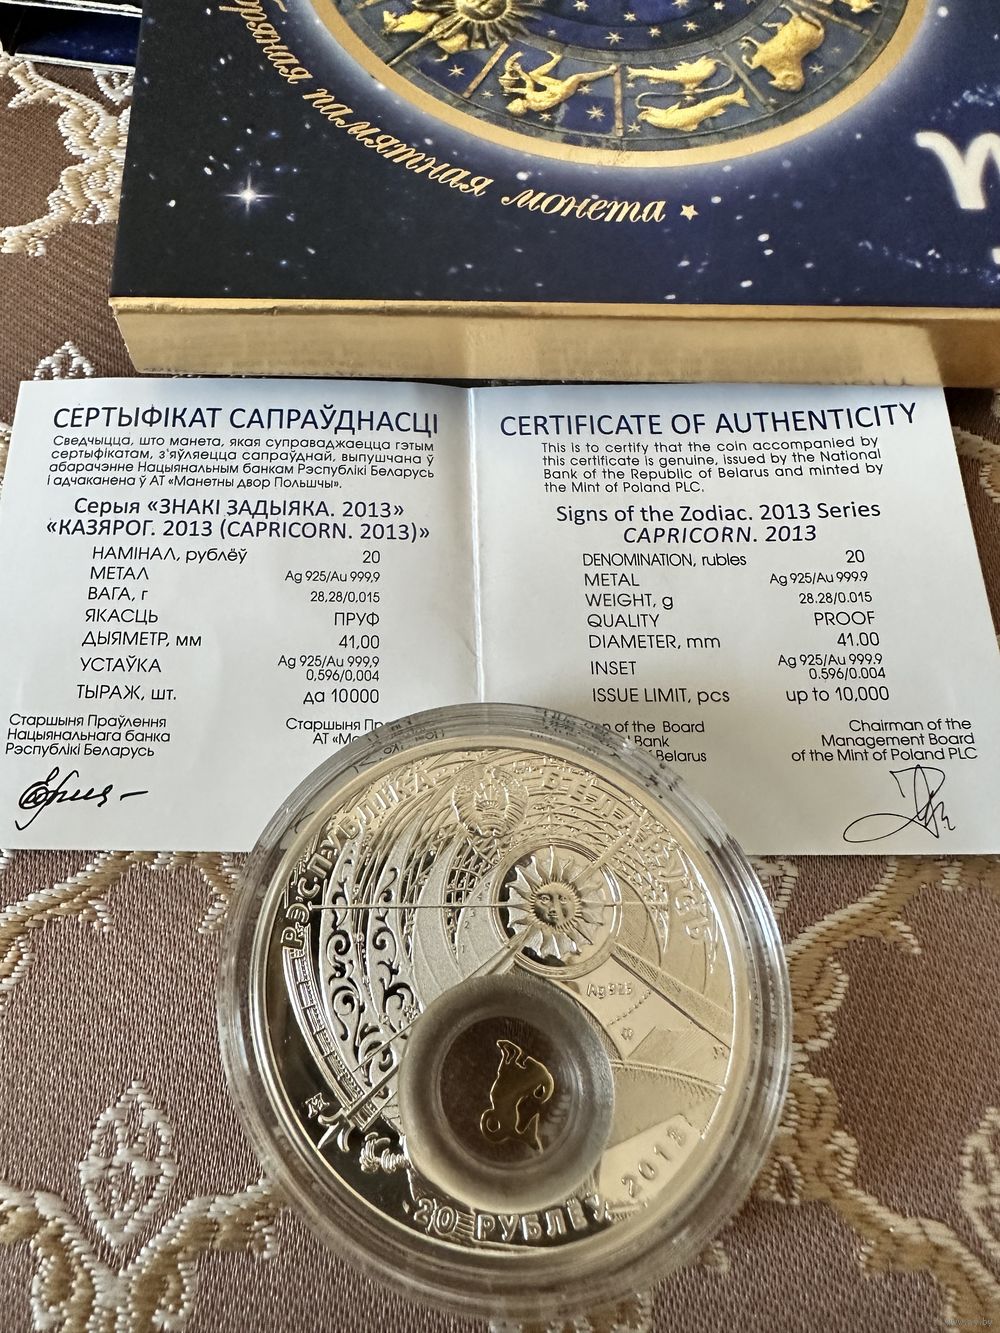 памятная монета
СЕРТЫФІКАТ САПРАЎДНАСЦІ
Сведчыцца, што манета, якая суправаджаецца гэтым
сертыфікатам, з'яўляецца сапраўднай, выпушчана ў
абарачэнне Нацыянальным банкам Рэспублікі Беларусь
і адчаканена ў АТ «Манетны двор Польшчы».
Серыя «ЗНАКІ ЗАДЫЯКА. 2013»
«КАЗЯРОГ. 2013 (CAPRICORN. 2013)»
НАМІНАЛ, рублёў 20
МЕТАЛ Ag 925/Au 999,9
ВАГА, г 28,28/0,015
ЯКАСЦЬ ПРУФ
ДЫЯМЕТР, мм 41,00
УСТАЎКА Ag 925/Au 999,9
0,596/0,004
ТЫРАЖ, шт. да 10000
Старшыня Праўлення
Нацыянальнага банка
Рэспублікі Беларусь
Старшыня
АТ
CERTIFICATE OF AUTHENTICITY
This is to certify that the coin accompanied by
this certificate is genuine, issued by the National
Bank of the Republic of Belarus and minted by
the Mint of Poland PLC.
Signs of the Zodiac. 2013 Series
CAPRICORN. 2013
DENOMINATION, rubles 20
METAL Ag 925/Au 999.9
WEIGHT, g 28.28/0.015
QUALITY PROOF
DIAMETER, mm 41.00
INSET Ag 925/Au 999.9
0.596/0.004
ISSUE LIMIT, pcs up to 10,000
of the Board
Bank
Belarus
Chairman of the
Management Board
of the Mint of Poland PLC
РЭСПУБЛІКА БЕЛАРУСЬ
Ag 925
20 РУБЛЁЎ 2013